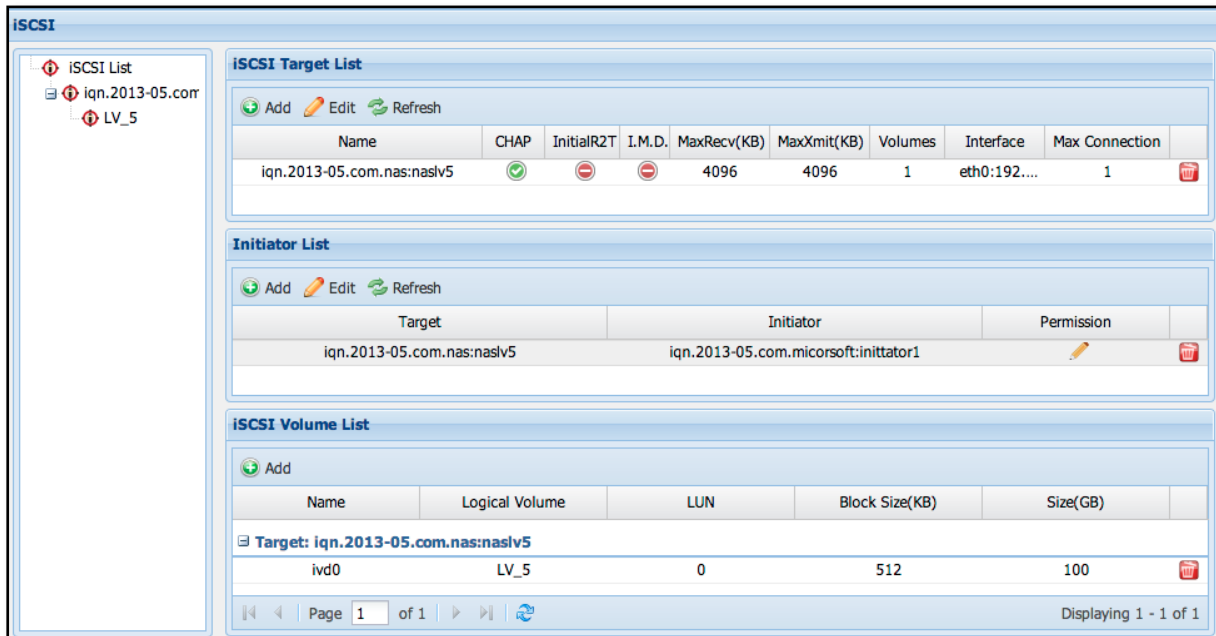 iSCSI
iSCSI List
iqn.2013-05.com
LV_5
iSCSI Target List
Add Edit Refresh
Name CHAP InitialR2T I.M.D. MaxRecv(KB) MaxXmit(KB) Volumes Interface Max Connection
iqn.2013-05.com.nas:naslv5 4096 4096 1 eth0:192.... 1
Initiator List
Add Edit Refresh
Target Initiator Permission
iqn.2013-05.com.nas:naslv5 iqn.2013-05.com.micorsoft:inittator1
iSCSI Volume List
Add
Name Logical Volume LUN Block Size(KB) Size(GB)
Target: iqn.2013-05.com.nas:naslv5
ivd0 LV_5 0 512 100
Page 1 of 1 Displaying 1 - 1 of 1